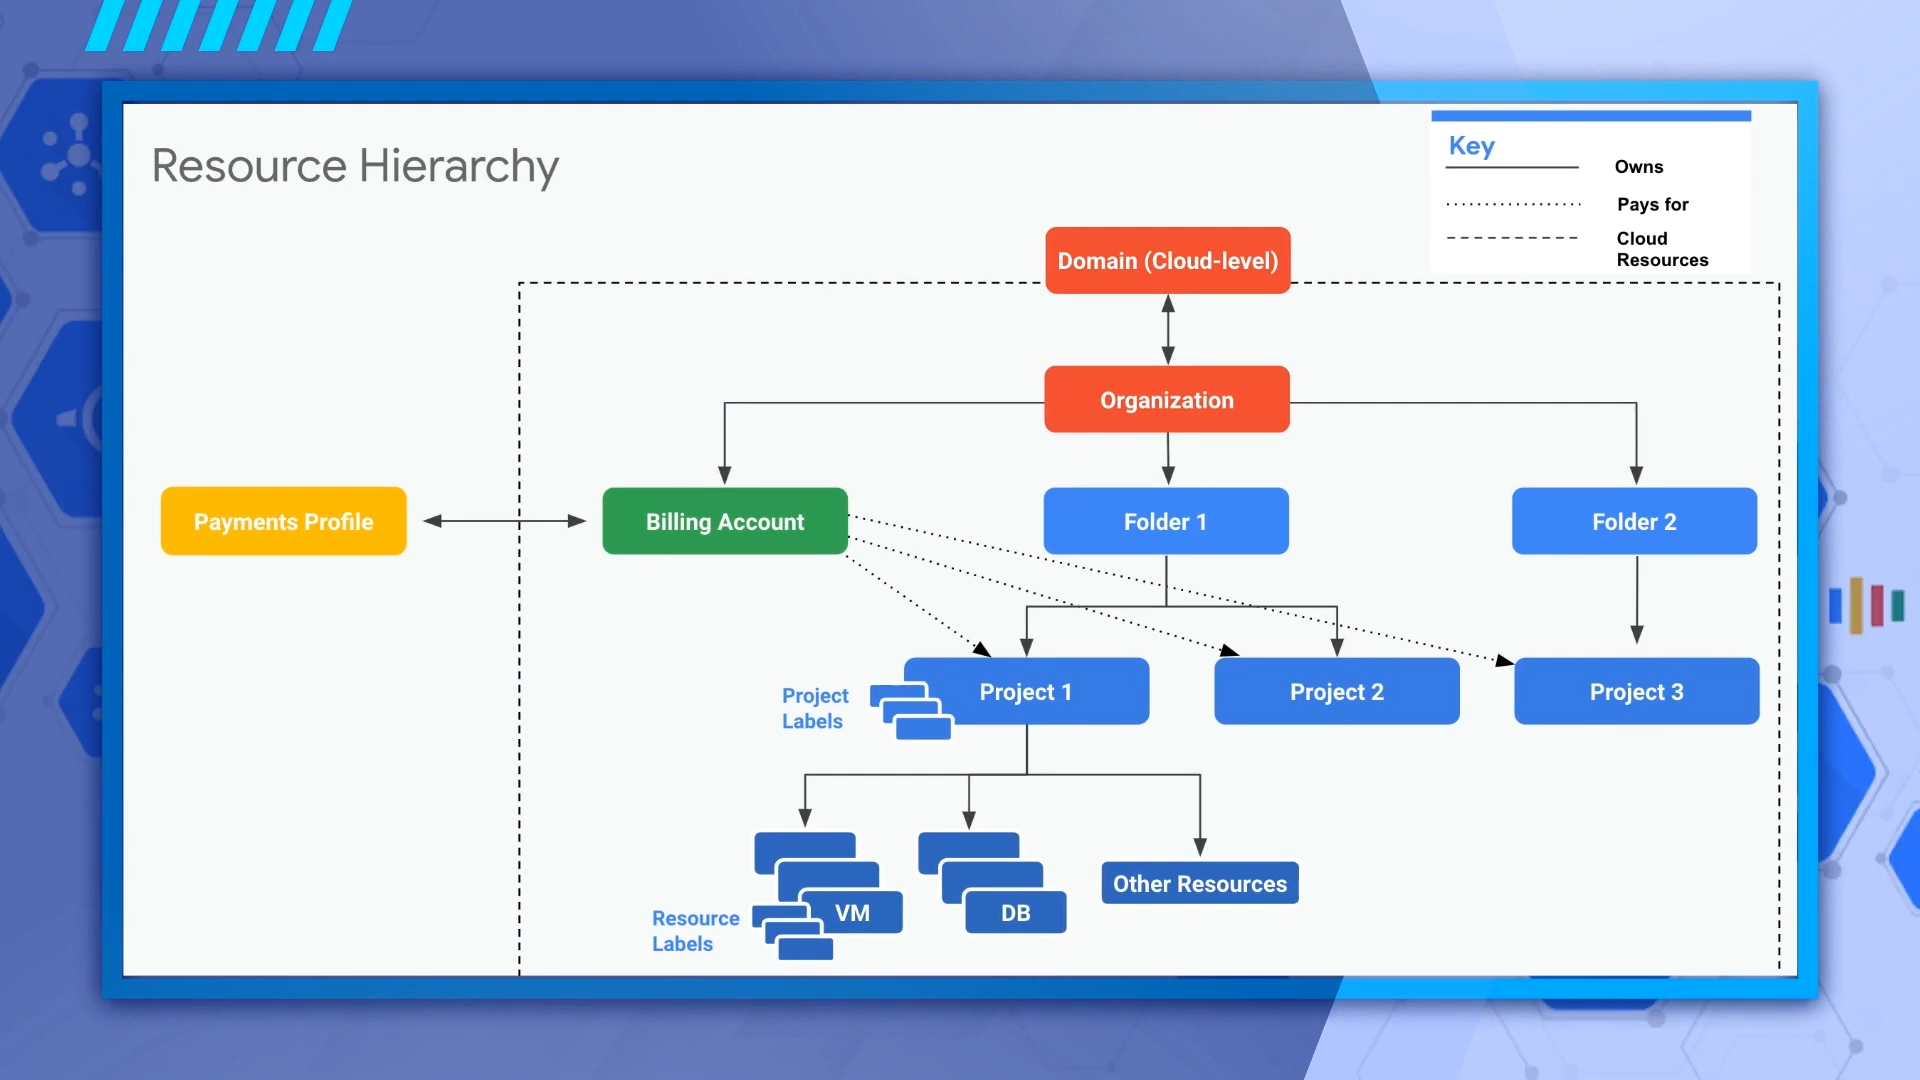 Resource Hierarchy
Key
Owns
Pays for
Cloud
Resources
Domain (Cloud-level)
Organization
Payments Profile
Billing Account
Folder 1
Folder 2
Project
Labels
Project 1
Project 2
Project 3
Resource
Labels
VM
DB
Other Resources